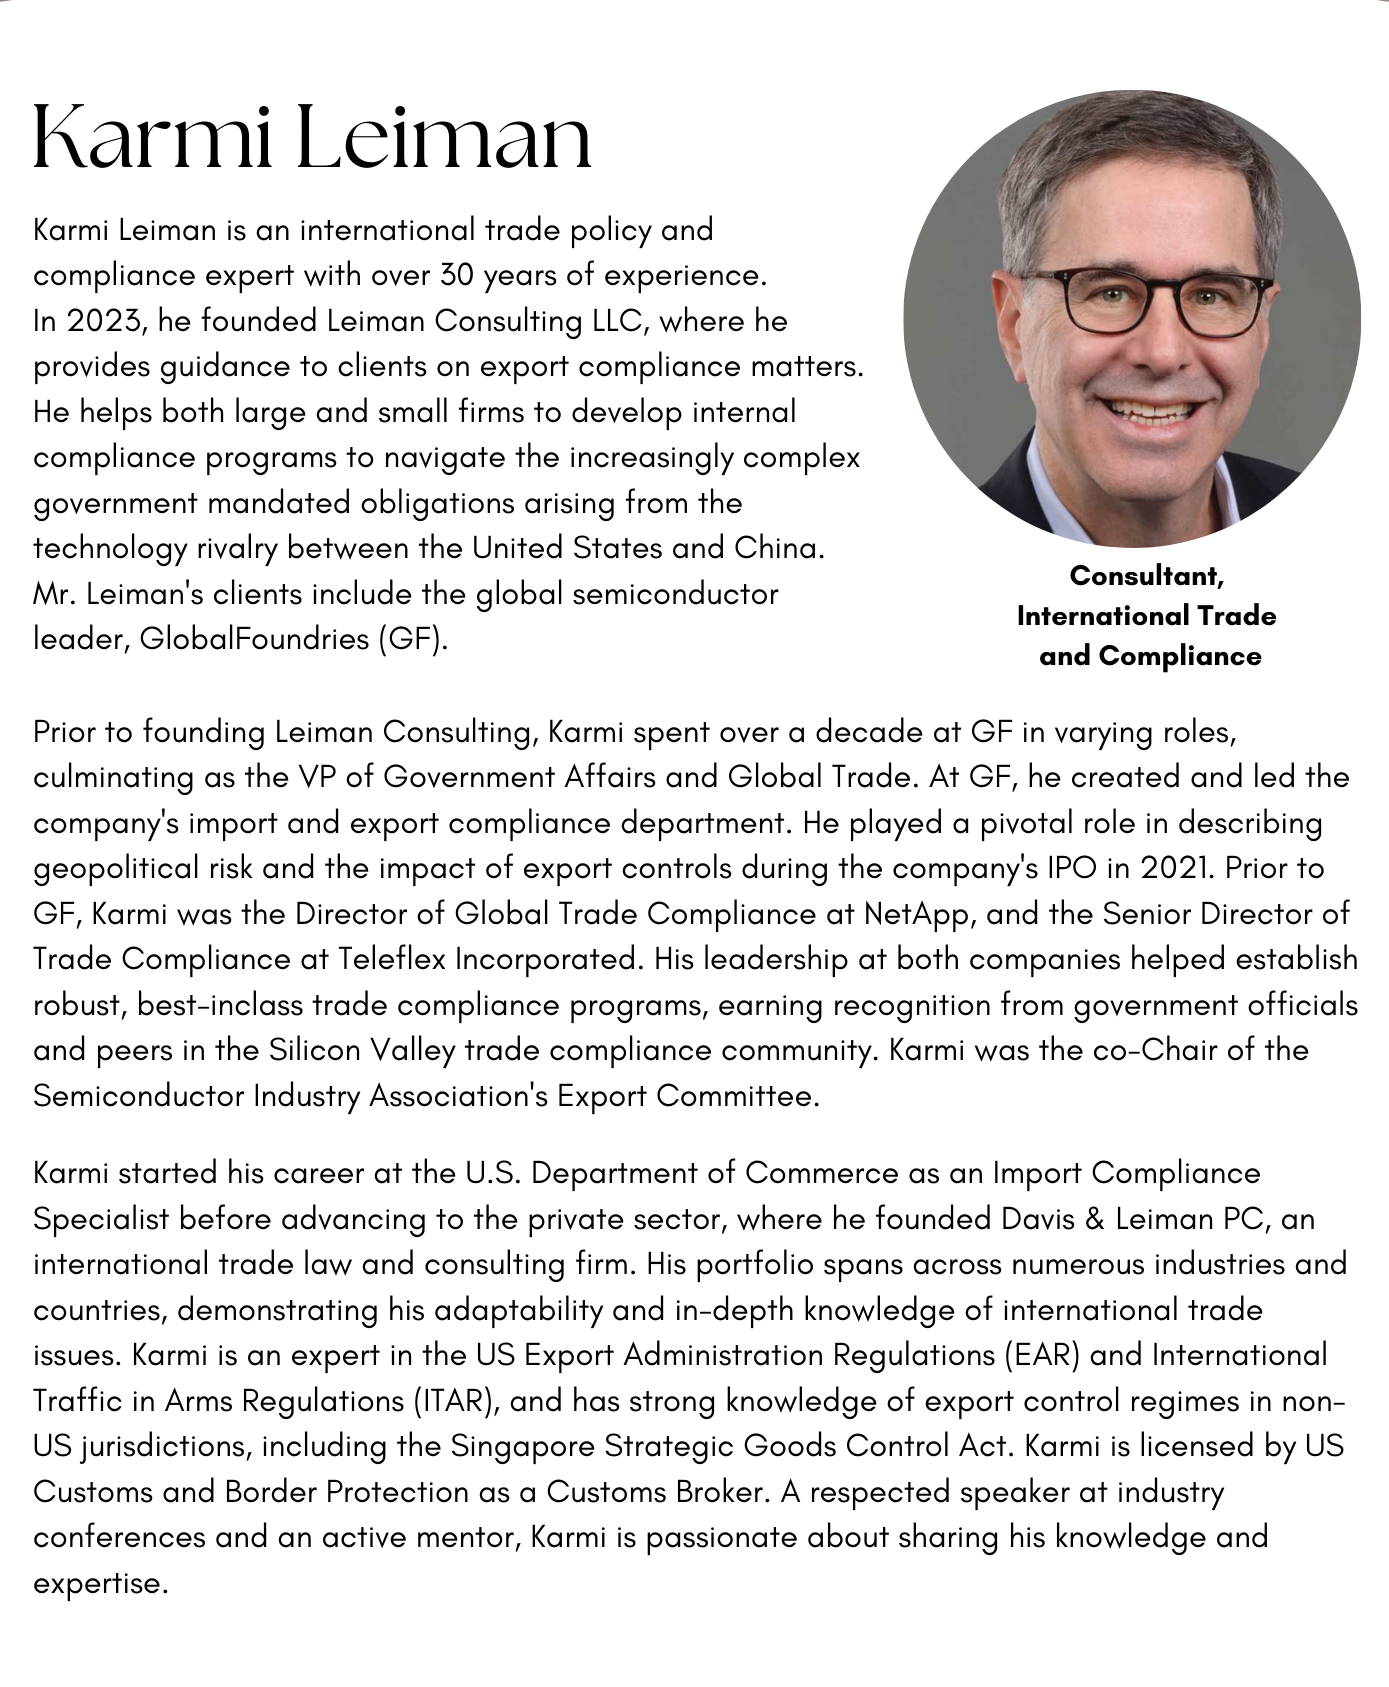 Karmi Leiman
Karmi Leiman is an international trade policy and
compliance expert with over 30 years of experience.
In 2023, he founded Leiman Consulting LLC, where he
provides guidance to clients on export compliance matters.
He helps both large and small firms to develop internal
compliance programs to navigate the increasingly complex
government mandated obligations arising from the
technology rivalry between the United States and China.
Mr. Leiman's clients include the global semiconductor
leader, GlobalFoundries (GF).
Consultant,
International Trade
and Compliance
Prior to founding Leiman Consulting, Karmi spent over a decade at GF in varying roles,
culminating as the VP of Government Affairs and Global Trade. At GF, he created and led the
company's import and export compliance department. He played a pivotal role in describing
geopolitical risk and the impact of export controls during the company's IPO in 2021. Prior to
GF, Karmi was the Director of Global Trade Compliance at NetApp, and the Senior Director of
Trade Compliance at Teleflex Incorporated. His leadership at both companies helped establish
robust, best-inclass trade compliance programs, earning recognition from government officials
and peers in the Silicon Valley trade compliance community. Karmi was the co-Chair of the
Semiconductor Industry Association's Export Committee.
Karmi started his career at the U.S. Department of Commerce as an Import Compliance
Specialist before advancing to the private sector, where he founded Davis & Leiman PC, an
international trade law and consulting firm. His portfolio spans across numerous industries and
countries, demonstrating his adaptability and in-depth knowledge of international trade
issues. Karmi is an expert in the US Export Administration Regulations (EAR) and International
Traffic in Arms Regulations (ITAR), and has strong knowledge of export control regimes in non-
US jurisdictions, including the Singapore Strategic Goods Control Act. Karmi is licensed by US
Customs and Border Protection as a Customs Broker. A respected speaker at industry
conferences and an active mentor, Karmi is passionate about sharing his knowledge and
expertise.